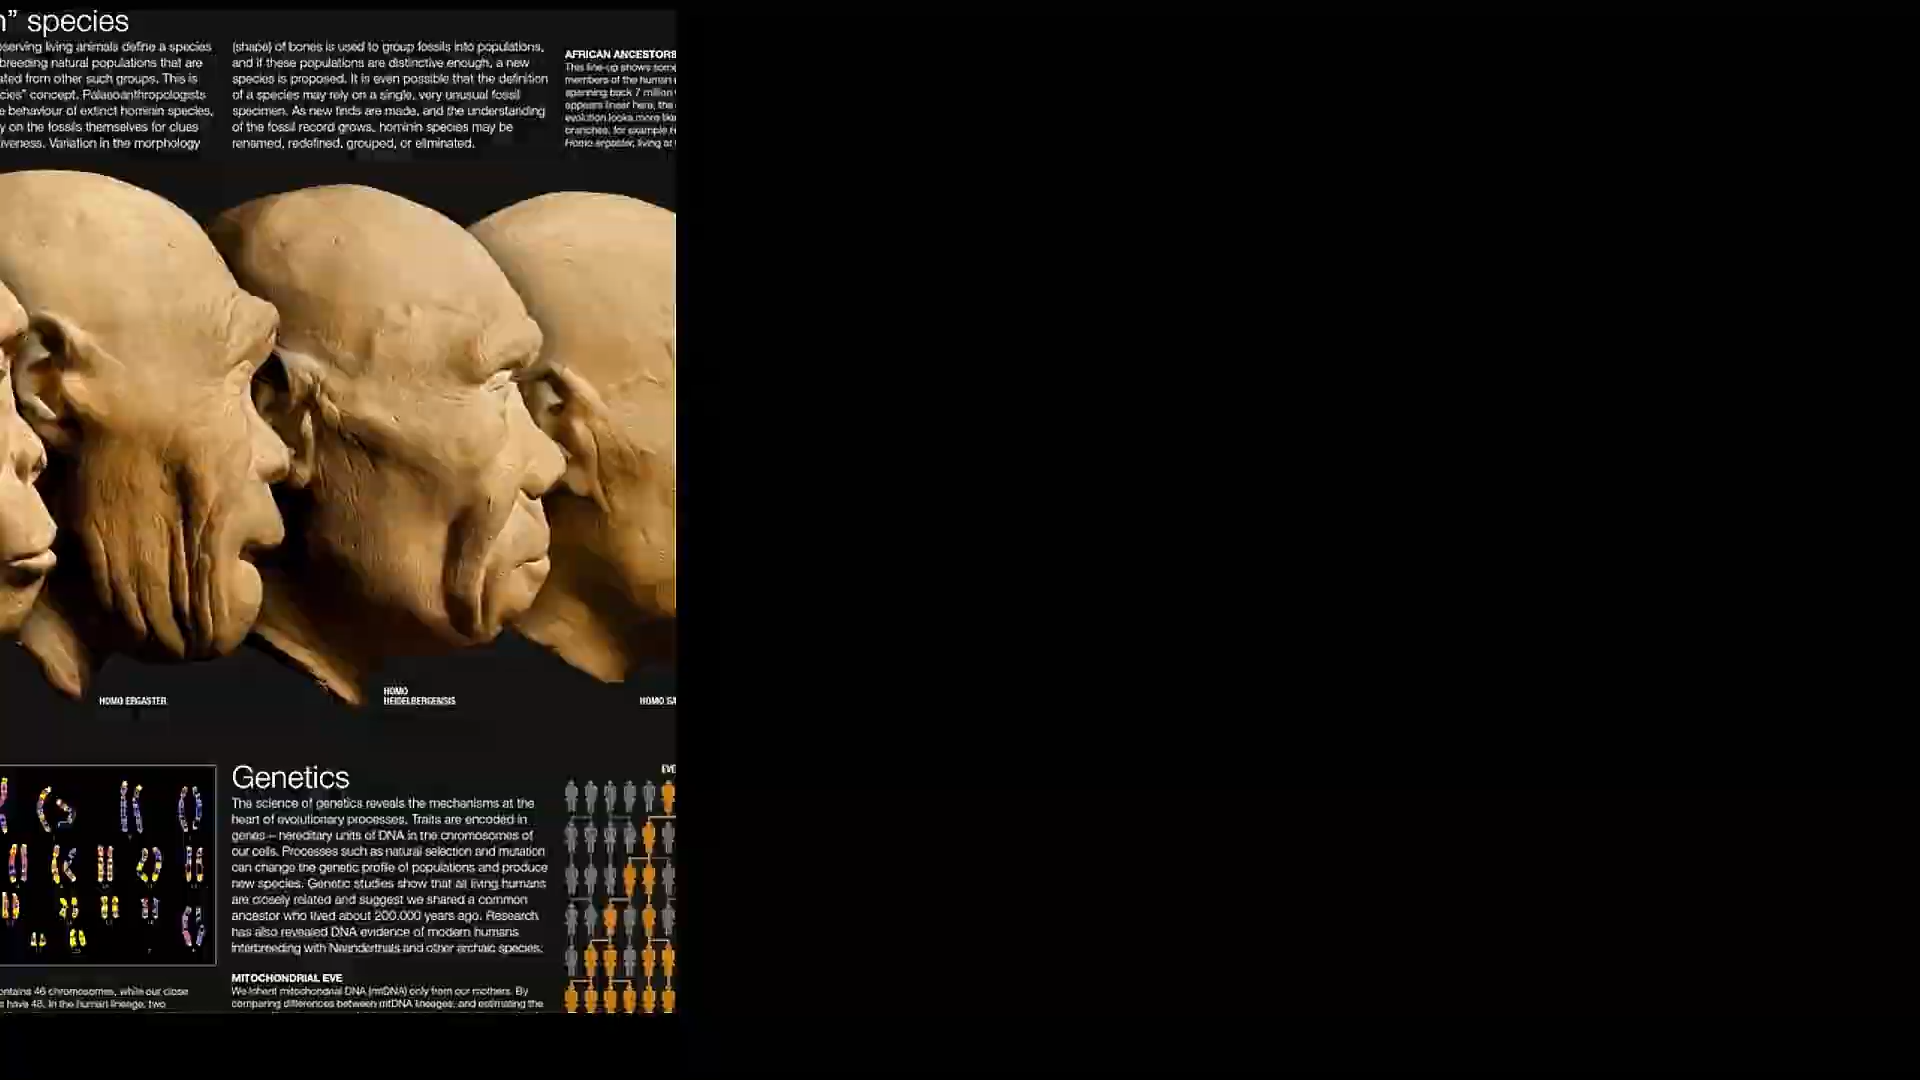 n” species
serving living animals define a species
breeding natural populations that are
ated from other such groups. This is
cies” concept. Palaeoanthropologists
e behaviour of extinct hominin species,
y on the fossils themselves for clues
iveness. Variation in the morphology
(shape) of bones is used to group fossils into populations,
and if these populations are distinctive enough, a new
species is proposed. It is even possible that the definition
of a species may rely on a single, very unusual fossil
specimen. As new finds are made, and the understanding
of the fossil record grows, hominin species may be
renamed, redefined, grouped, or eliminated.
AFRICAN ANCESTORS
This line-up shows some
members of the human
spanning back 7 million
appears linear here, the
evolution looks more like
branches, for example
Homo ergaster, living at
HOMO ERGASTER
HOMO
HEIDELBERGENSIS
HOMO SA
ontains 46 chromosomes, while our close
s have 48. In the human lineage, two
Genetics
The science of genetics reveals the mechanisms at the
heart of evolutionary processes. Traits are encoded in
genes – hereditary units of DNA in the chromosomes of
our cells. Processes such as natural selection and mutation
can change the genetic profile of populations and produce
new species. Genetic studies show that all living humans
are closely related and suggest we shared a common
ancestor who lived about 200,000 years ago. Research
has also revealed DNA evidence of modern humans
interbreeding with Neanderthals and other archaic species.
MITOCHONDRIAL EVE
We inherit mitochondrial DNA (mtDNA) only from our mothers. By
comparing differences between mtDNA lineages, and estimating the
EVE